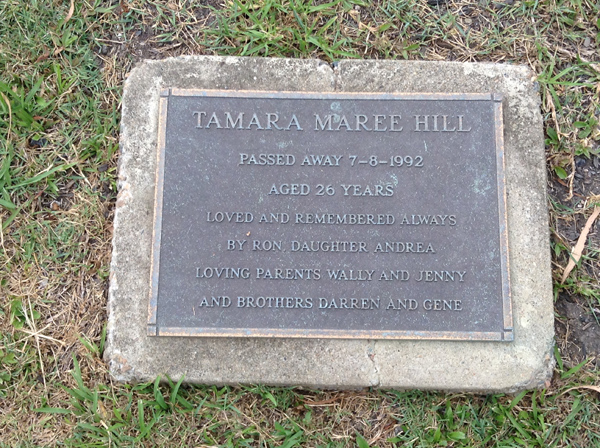 TAMARA MAREE HILL
PASSED AWAY 7-8-1992
AGED 26 YEARS
LOVED AND REMEMBERED ALWAYS
BY RON, DAUGHTER ANDREA
LOVING PARENTS WALLY AND JENNY
AND BROTHERS DARREN AND GENE